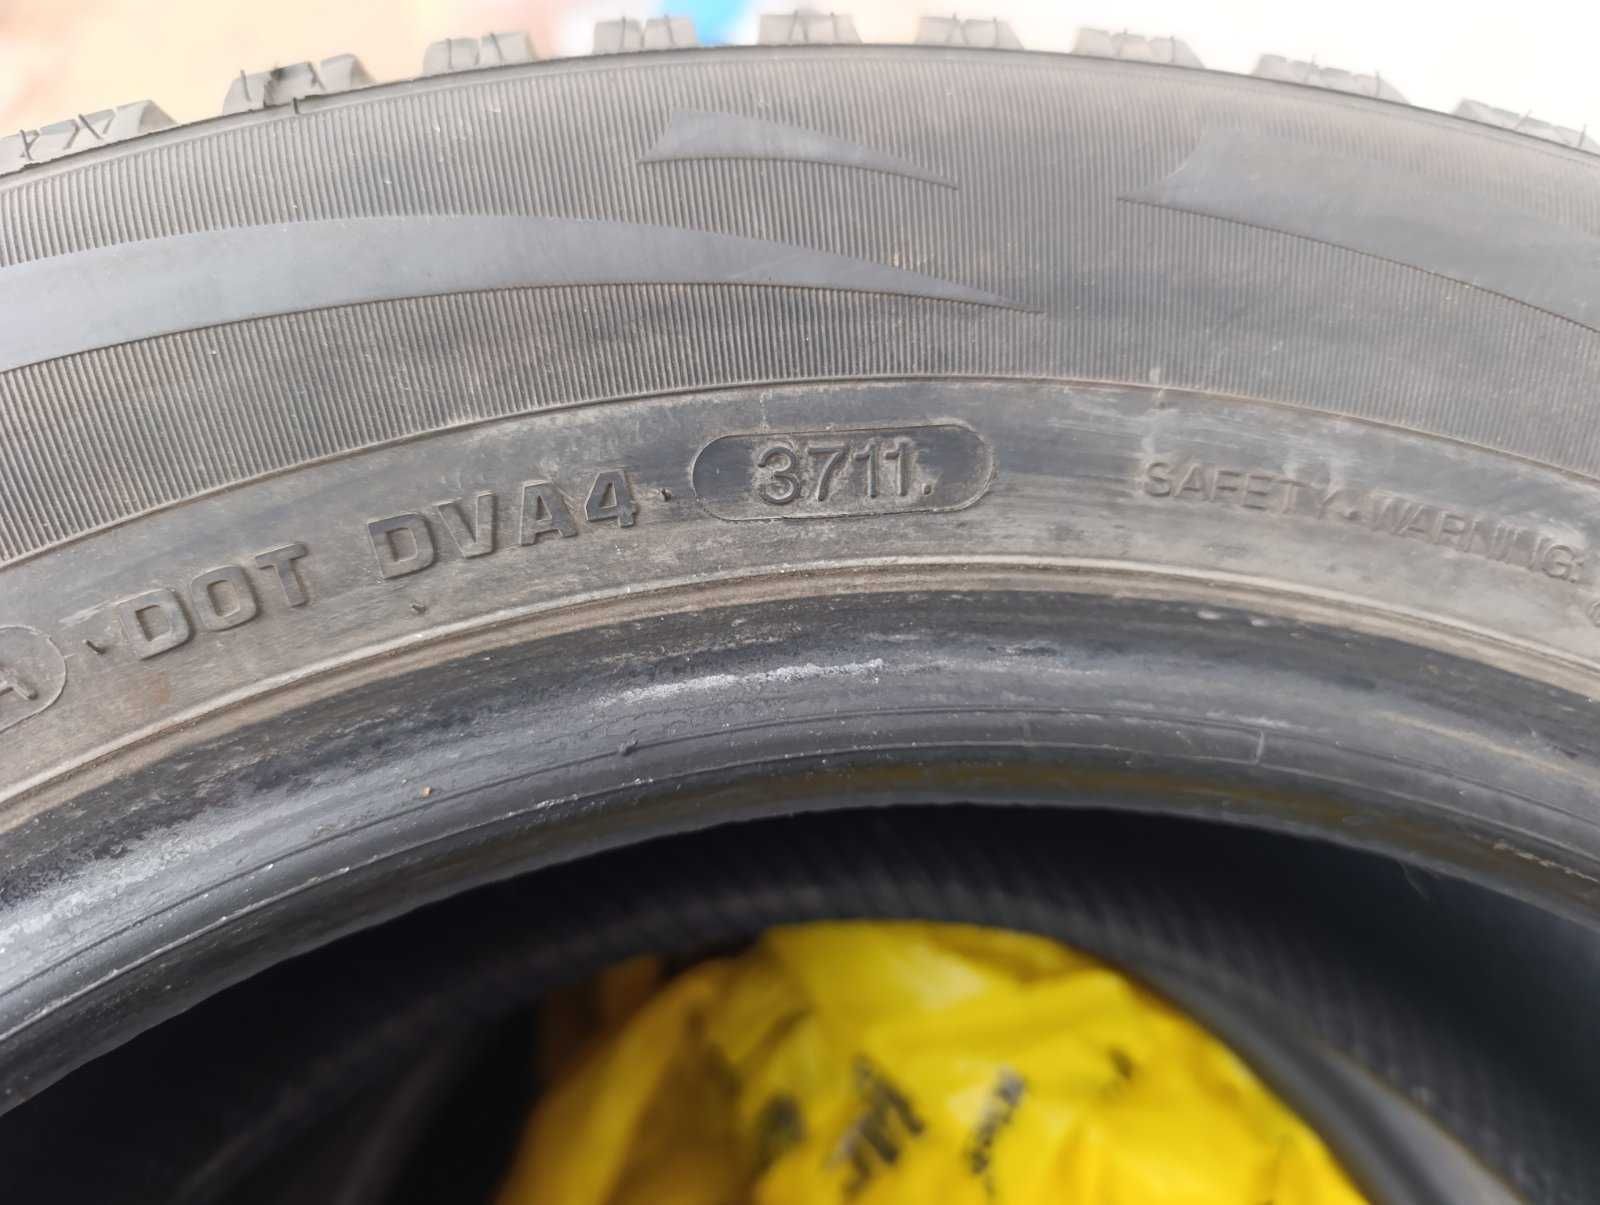 DOT DVA4 3711.
SAFETY WARNING: